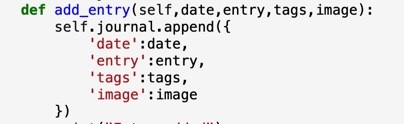 def add_entry(self,date,entry,tags,image):
self.journal.append({
'date':date,
'entry':entry,
'tags':tags,
'image':image
})